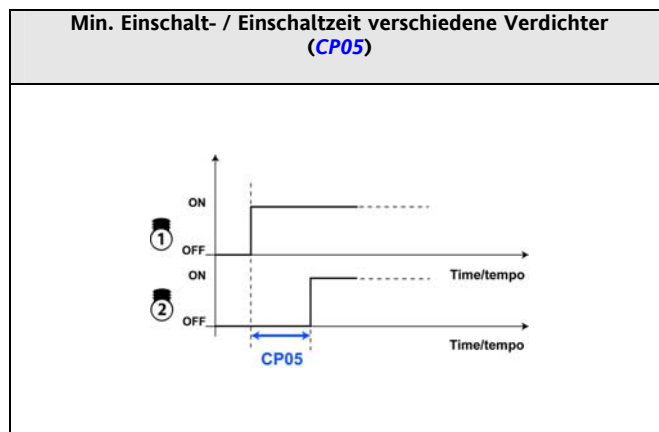 Min. Einschalt- / Einschaltzeit verschiedene Verdichter
(CP05)
ON
1
OFF
ON
Time/tempo
2
OFF
Time/tempo
CP05